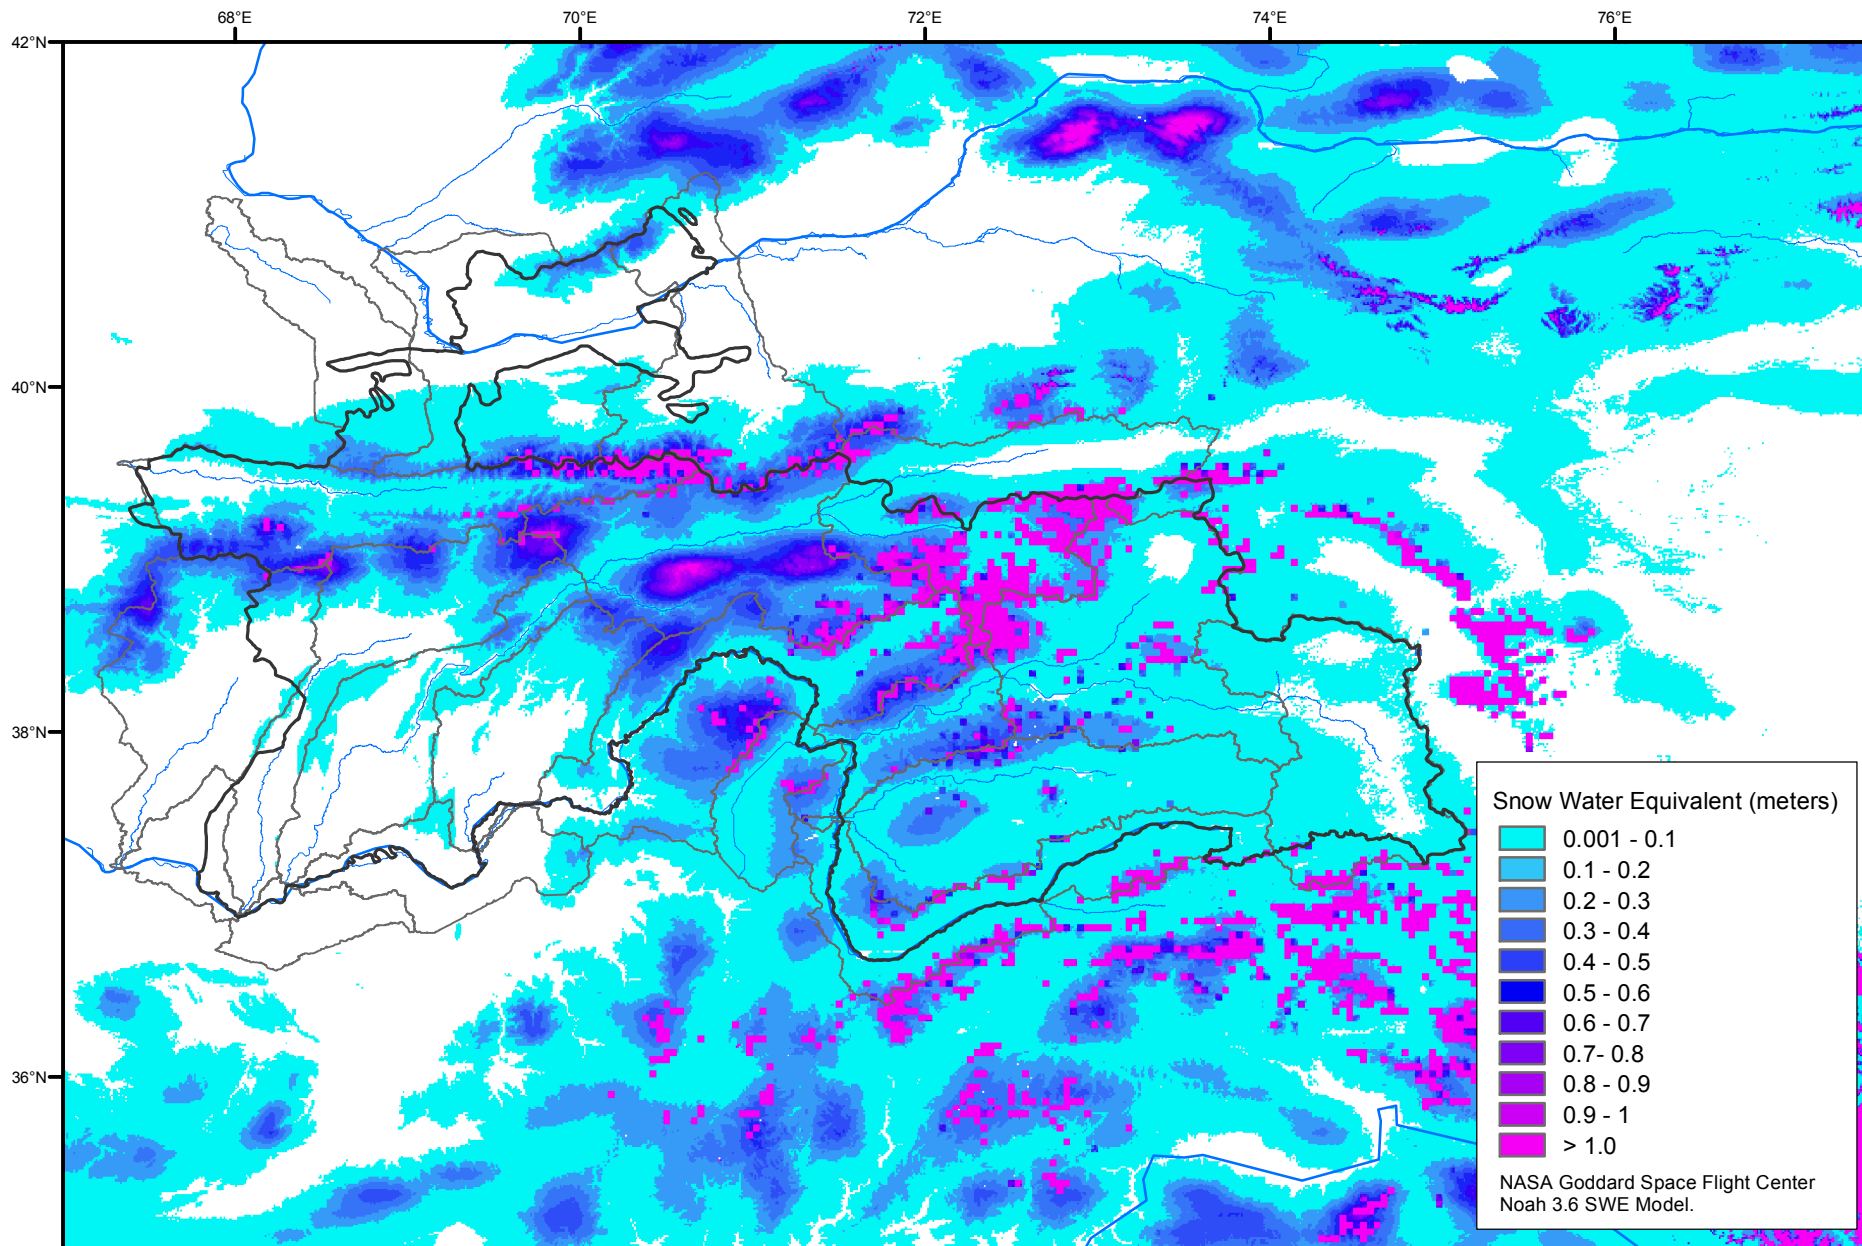 68°E
70°E
72°E
74°E
76°E
42°N
40°N
38°N
36°N
Snow Water Equivalent (meters)
0.001 - 0.1
0.1 - 0.2
0.2 - 0.3
0.3 - 0.4
0.4 - 0.5
0.5 - 0.6
0.6 - 0.7
0.7- 0.8
0.8 - 0.9
0.9 - 1
> 1.0
NASA Goddard Space Flight Center
Noah 3.6 SWE Model.